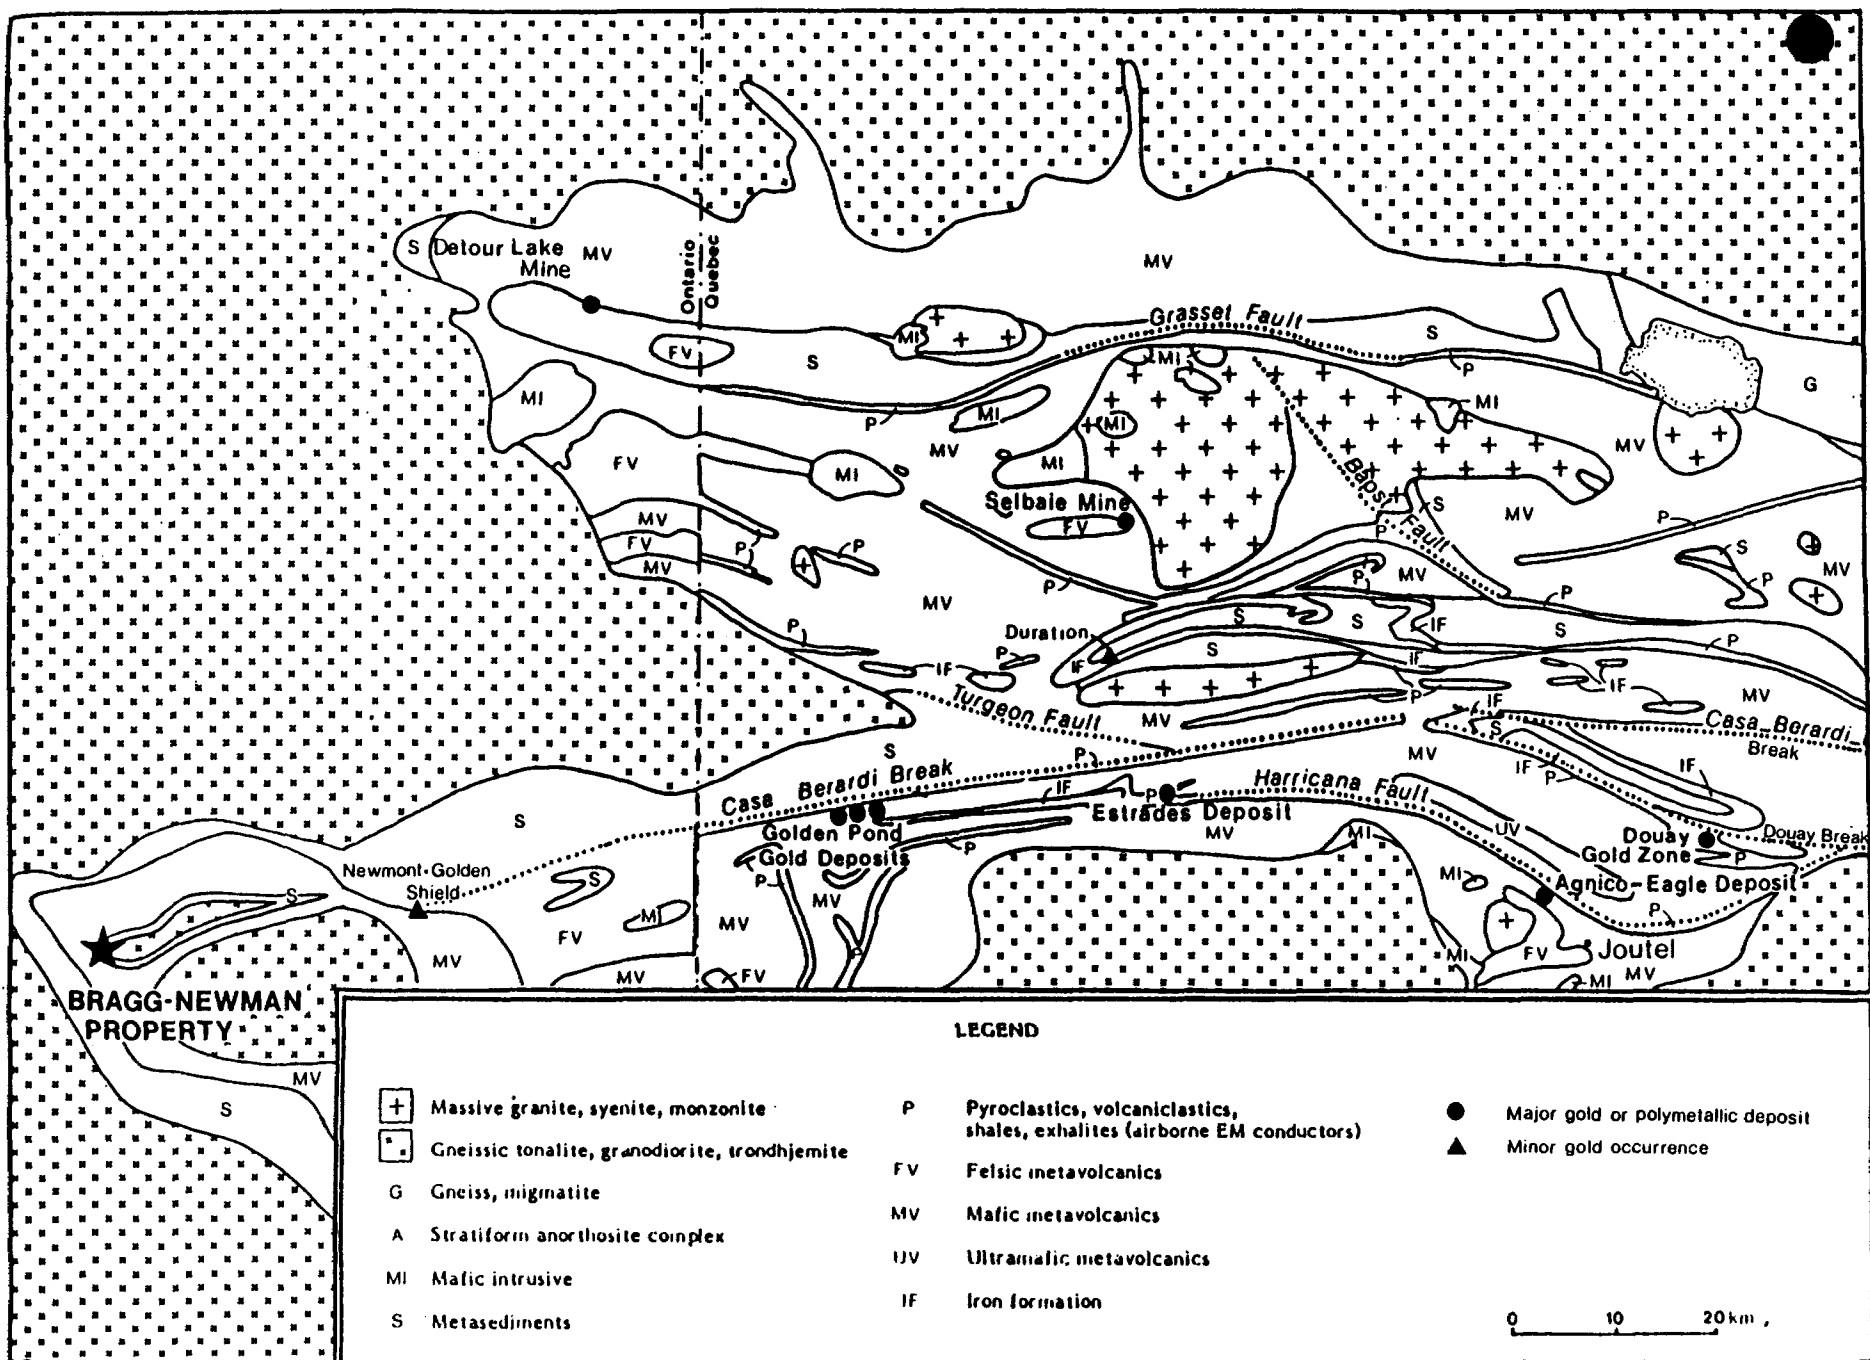 S
Detour Lake
Mine
MV
Ontario
Quebec
MV
Grasset Fault
FV
S
MI
MI
S
P
G
MI
P
MI
MI
MI
MV
MV
FV
MI
MI
Selbaie Mine
FV
Baps Fault
S
MV
MV
FV
MV
P
P
P
P
P
P
S
P
MV
MV
MV
P
Duration
P
IF
S
S
IF
S
P
P
IF
IF
S
IF
P
IF
IF
MV
Turgeon Fault
MV
S
Casa Berardi
Break
MV
S
IF
P
IF
Casa Berardi Break
P
IF
P
Harricana Fault
Estrades Deposit
MV
MI
UV
Golden Pond
Gold Deposits
P
P
Douay
Gold Zone
Douay Break
P
Newmont-Golden
Shield
S
S
S
MI
FV
MV
MV
MV
MV
P
FV
MI
Agnico-Eagle Deposit
P
Joutel
MI
FV
MI
MV
BRAGG-NEWMAN
PROPERTY
MV
S
LEGEND
+ Massive granite, syenite, monzonite
Gneissic tonalite, granodiorite, trondhjemite
G Gneiss, migmatite
A Stratiform anorthosite complex
MI Mafic intrusive
S Metasediments
P Pyroclastics, volcaniclastics,
shales, exhalites (airborne EM conductors)
FV Felsic metavolcanics
MV Mafic metavolcanics
UV Ultramafic metavolcanics
IF Iron formation
Major gold or polymetallic deposit
Minor gold occurrence
0 10 20 km